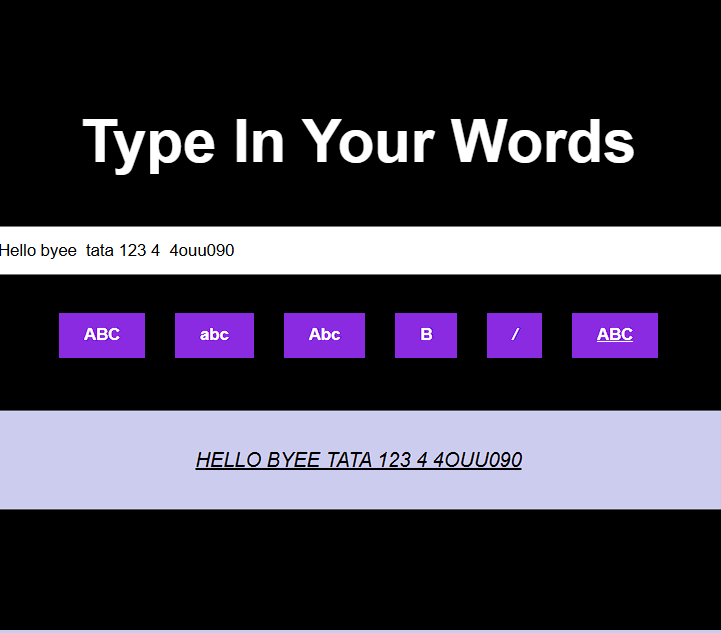 Type In Your Words
Hello byee  tata 123 4  4ouu090
ABC abc Abc B / ABC
HELLO BYEE TATA 123 4 4OUU090